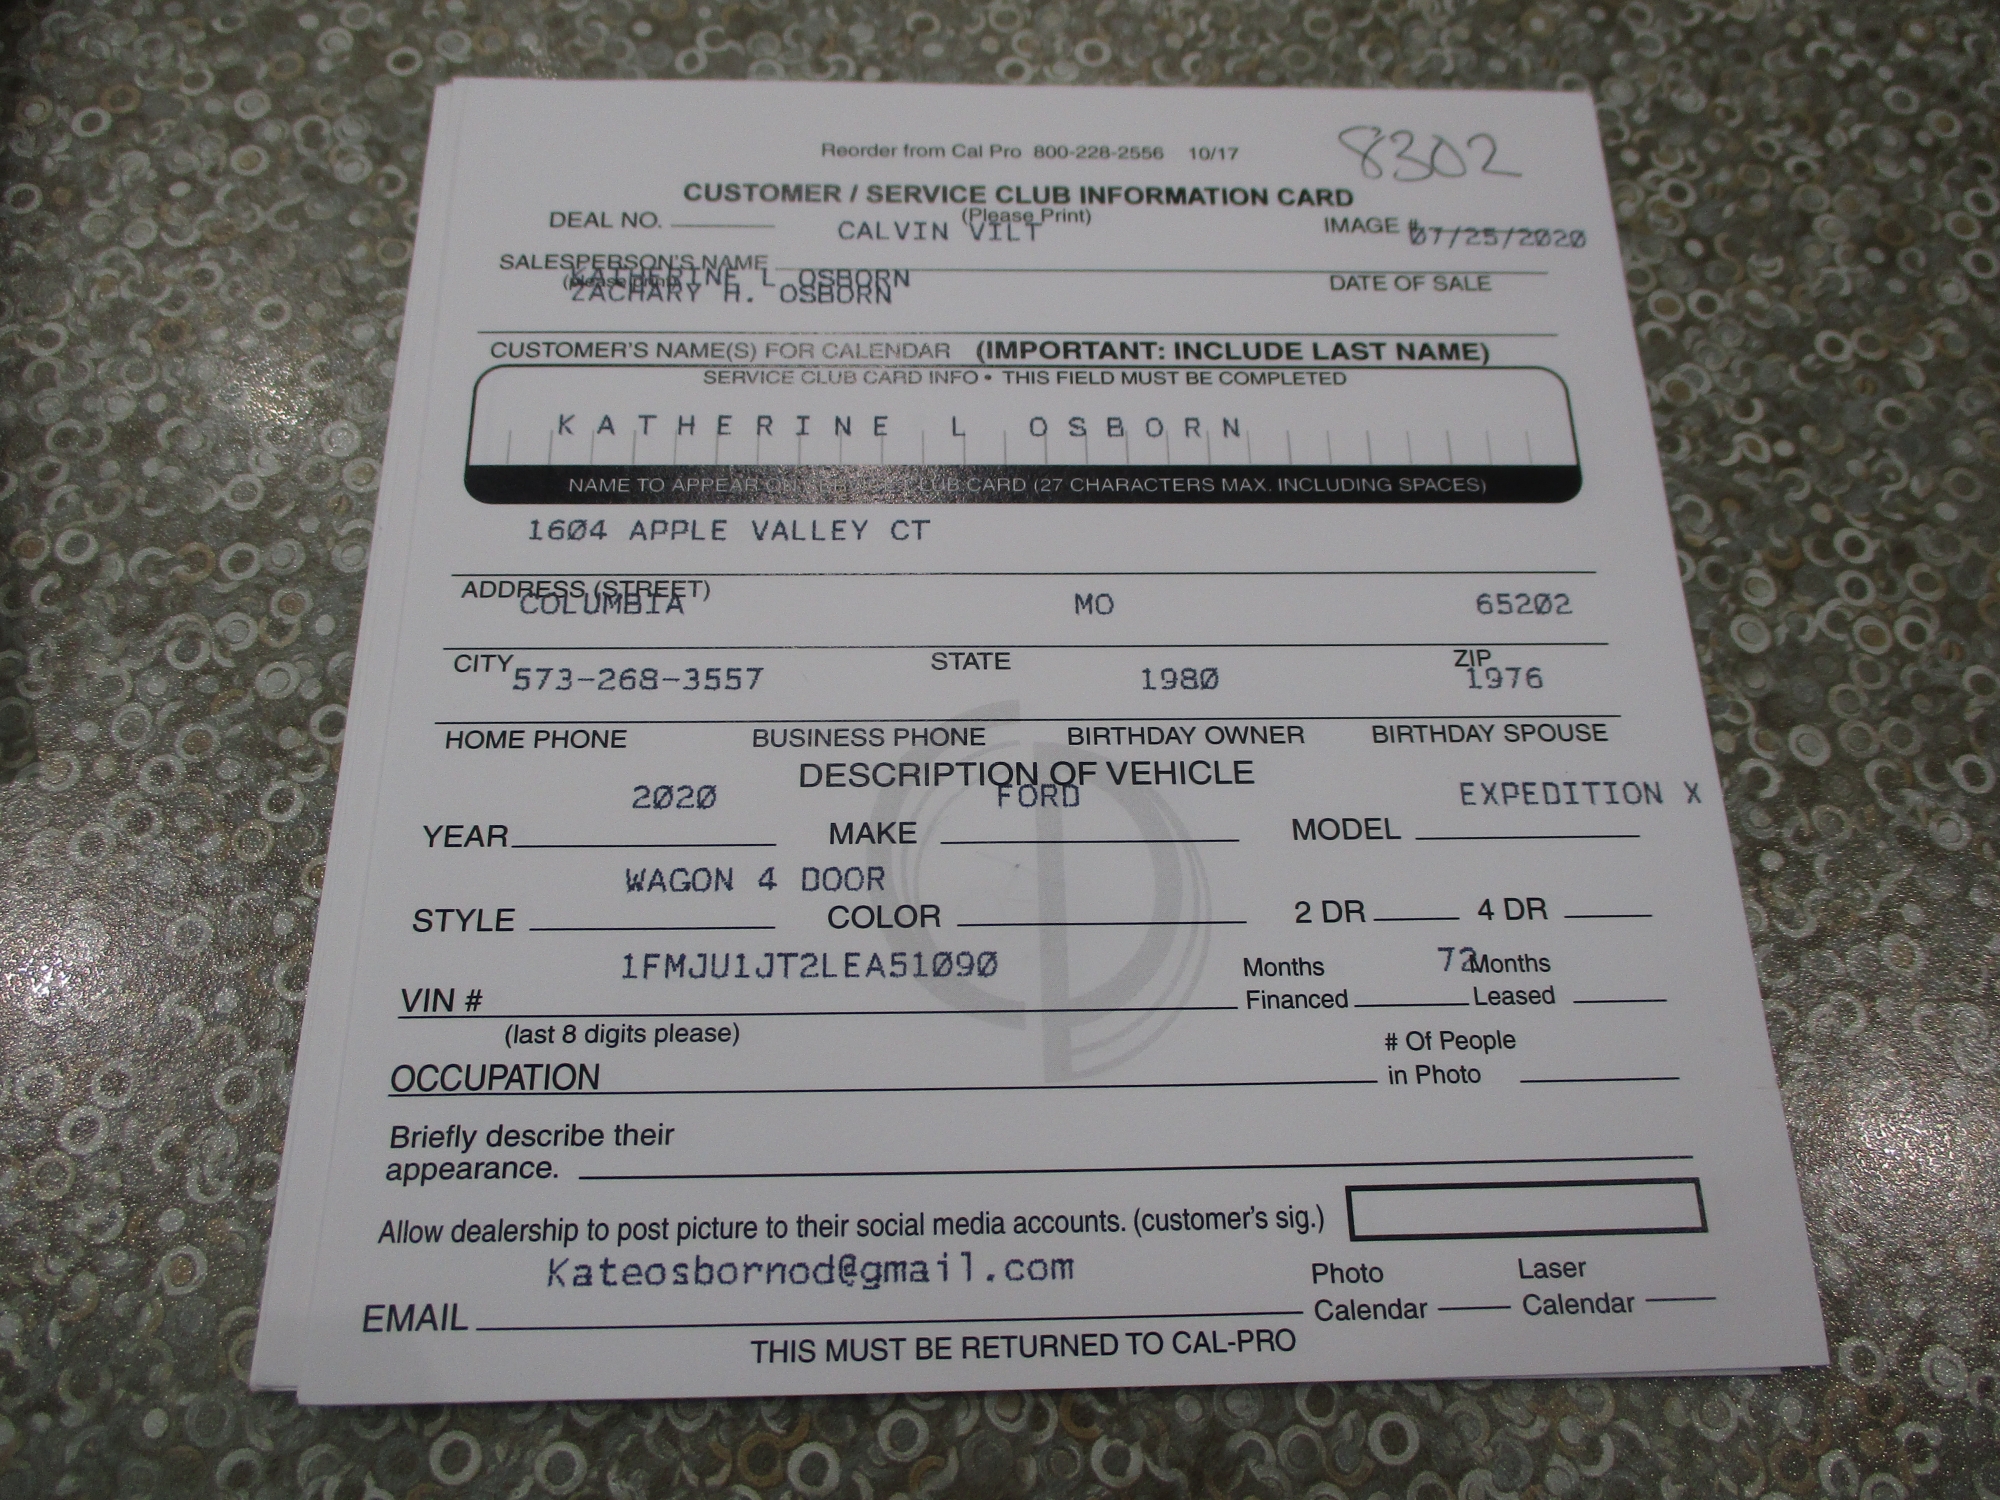 8302
Reorder from Cal Pro 800-228-2556 10/17
CUSTOMER / SERVICE CLUB INFORMATION CARD
(Please Print)
DEAL NO. CALVIN VILT IMAGE # 07/25/2020
SALESPERSON'S NAME
(please print) DATE OF SALE
KATHERINE L OSBORN
ZACHARY H. OSBORN
CUSTOMER'S NAME(S) FOR CALENDAR (IMPORTANT: INCLUDE LAST NAME)
SERVICE CLUB CARD INFO • THIS FIELD MUST BE COMPLETED
KATHERINE L OSBORN
NAME TO APPEAR ON SERVICE CLUB CARD (27 CHARACTERS MAX. INCLUDING SPACES)
1604 APPLE VALLEY CT
ADDRESS (STREET)
COLUMBIA MO 65202
CITY STATE ZIP
573-268-3557 1980 1976
HOME PHONE BUSINESS PHONE BIRTHDAY OWNER BIRTHDAY SPOUSE
DESCRIPTION OF VEHICLE
2020 FORD EXPEDITION X
YEAR MAKE MODEL
WAGON 4 DOOR
STYLE COLOR 2 DR 4 DR
1FMJU1JT2LEA51090 72
VIN # Months Financed Months Leased
(last 8 digits please)
OCCUPATION # Of People in Photo
Briefly describe their
appearance.
Allow dealership to post picture to their social media accounts. (customer's sig.)
Kateosbornod@gmail.com
EMAIL Photo Calendar Laser Calendar
THIS MUST BE RETURNED TO CAL-PRO